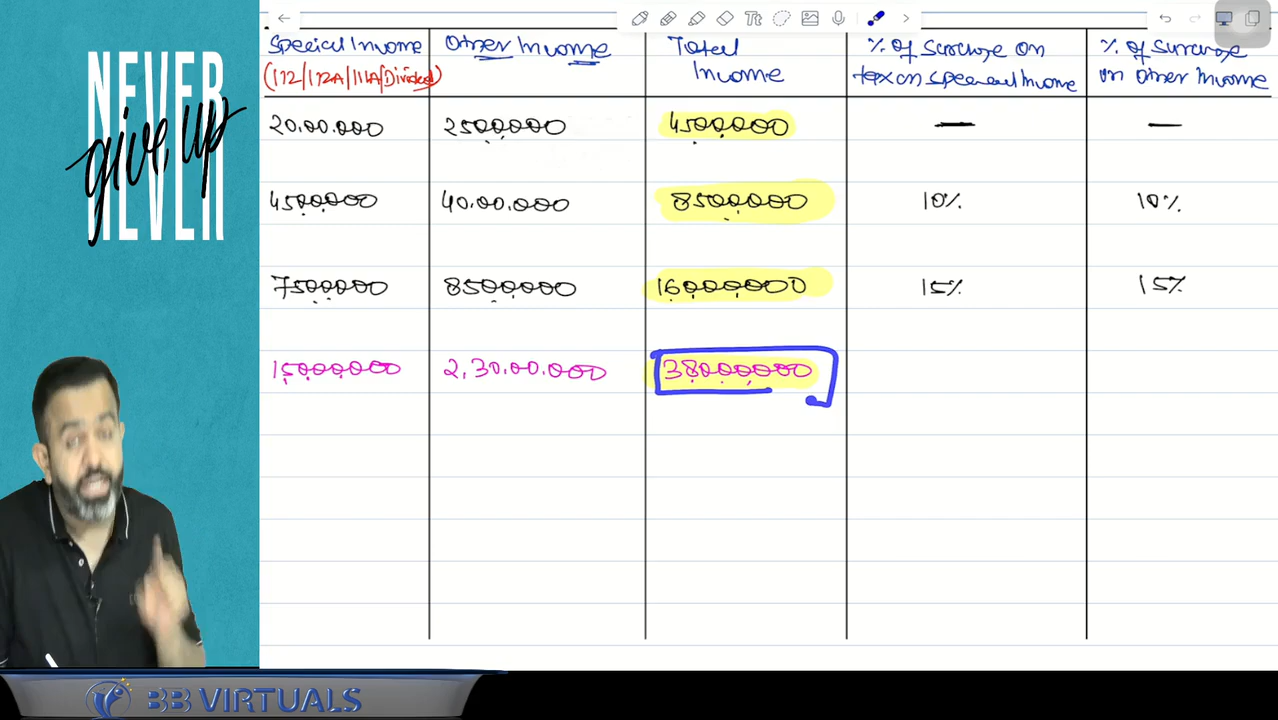 NEVER
give up
NEVER
Special Income
(112/112A/111A/Dividend)
Other Income
Total
Income
% of Surcharge on
tax on special Income
% of Surcharge
on other Income
20,00,000
2500000
4500000
—
—
4500000
40,00,000
8500000
10%
10%
7500000
8500000
16000000
15%
15%
15000000
2,30,00,000
38000000
BB VIRTUALS